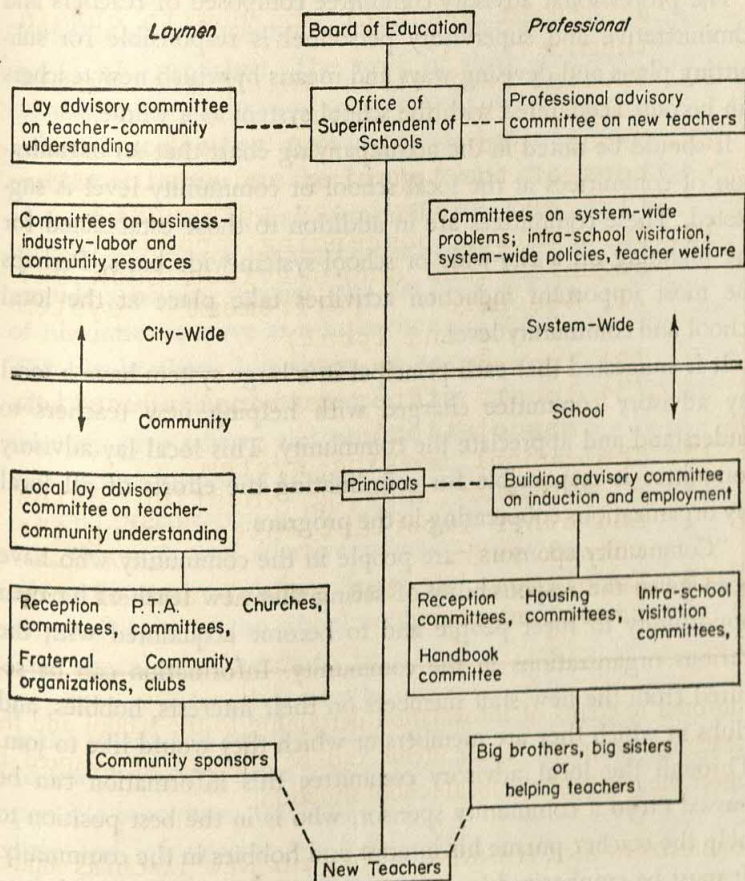 Laymen
Board of Education
Professional
Lay advisory committee
on teacher-community
understanding
Office of
Superintendent of
Schools
Professional advisory
committee on new teachers
Committees on business-
industry-labor and
community resources
Committees on system-wide
problems; intra-school visitation,
system-wide policies, teacher welfare
City-Wide
System-Wide
Community
School
Local lay advisory
committee on teacher-
community understanding
Principals
Building advisory committee
on induction and employment
Reception committees,
P.T.A. committees,
Churches,
Fraternal organizations,
Community clubs
Reception committees,
Housing committees,
Intra-school visitation committees,
Handbook committee
Community sponsors
Big brothers, big sisters
or
helping teachers
New Teachers